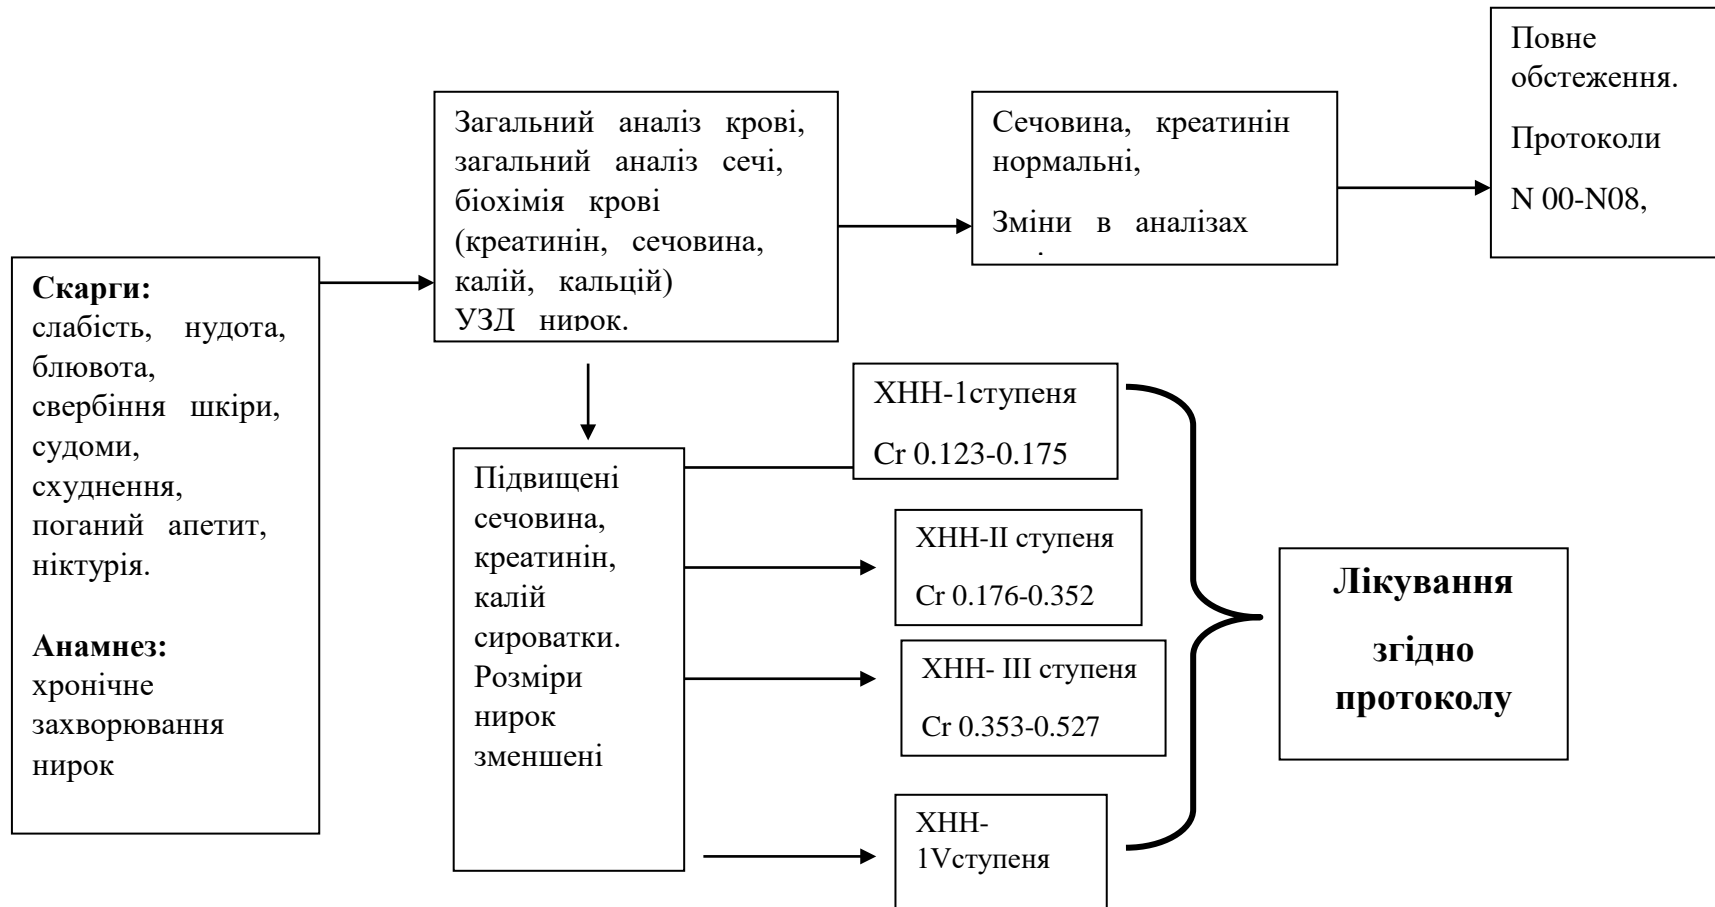 Скарги:
слабість, нудота,
блювота,
свербіння шкіри,
судоми,
схуднення,
поганий апетит,
ніктурія.
Анамнез:
хронічне
захворювання
нирок
Загальний аналіз крові,
загальний аналіз сечі,
біохімія крові
(креатинін, сечовина,
калій, кальцій)
УЗД нирок.
Сечовина, креатинін
нормальні,
Зміни в аналізах
Повне
обстеження.
Протоколи
N 00-N08,
Підвищені
сечовина,
креатинін,
калій
сироватки.
Розміри
нирок
зменшені
ХНН-1ступеня
Cr 0.123-0.175
ХНН-ІІ ступеня
Cr 0.176-0.352
ХНН- ІІІ ступеня
Cr 0.353-0.527
ХНН-
1Vступеня
Лікування
згідно
протоколу